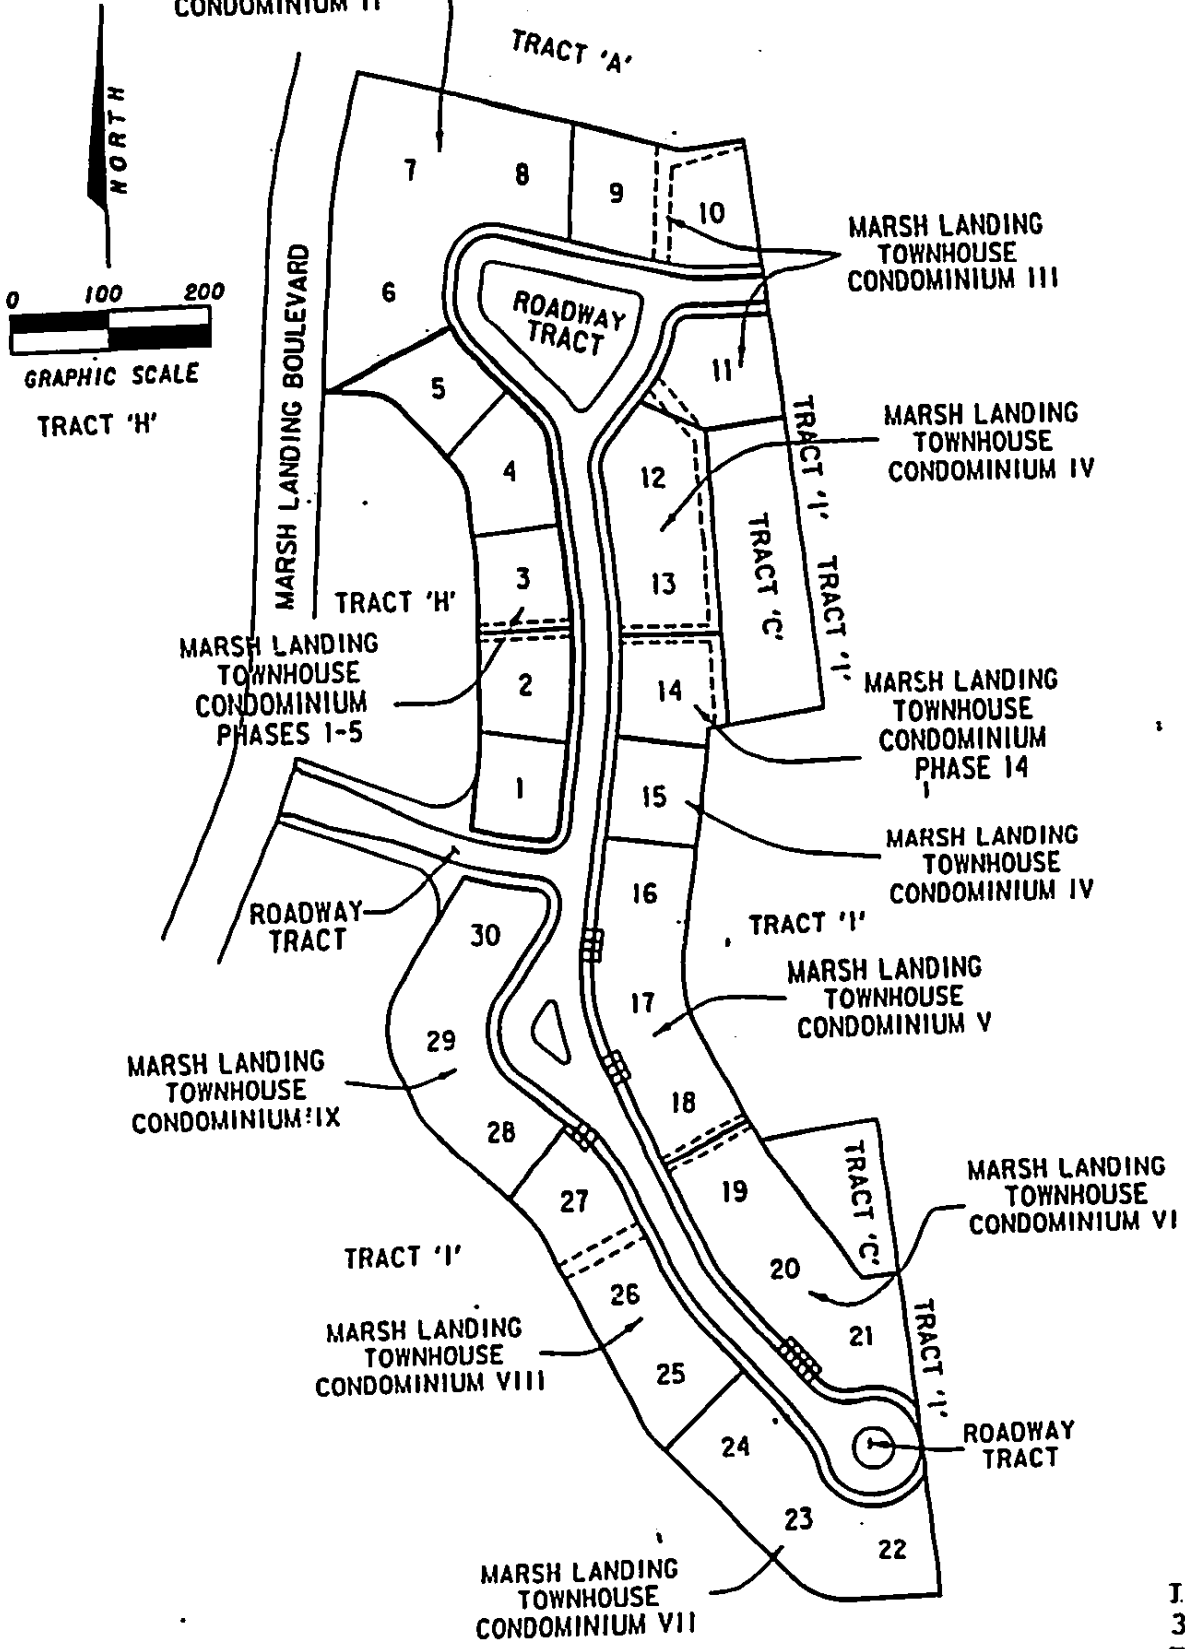 CONDOMINIUM II
TRACT 'A'
NORTH
7
8
9
10
MARSH LANDING
TOWNHOUSE
CONDOMINIUM III
0 100 200
GRAPHIC SCALE
TRACT 'H'
MARSH LANDING BOULEVARD
6
ROADWAY
TRACT
5
11
TRACT 'I'
MARSH LANDING
TOWNHOUSE
CONDOMINIUM IV
4
12
TRACT 'C'
TRACT 'I'
3
13
TRACT 'H'
MARSH LANDING
TOWNHOUSE
CONDOMINIUM
PHASES 1-5
2
14
MARSH LANDING
TOWNHOUSE
CONDOMINIUM
PHASE 14
1
15
MARSH LANDING
TOWNHOUSE
CONDOMINIUM IV
16
ROADWAY
TRACT
30
TRACT 'I'
17
MARSH LANDING
TOWNHOUSE
CONDOMINIUM V
29
MARSH LANDING
TOWNHOUSE
CONDOMINIUM IX
18
28
TRACT 'C'
MARSH LANDING
TOWNHOUSE
CONDOMINIUM VI
27
19
TRACT 'I'
20
26
21
TRACT 'I'
MARSH LANDING
TOWNHOUSE
CONDOMINIUM VIII
25
24
ROADWAY
TRACT
23
22
MARSH LANDING
TOWNHOUSE
CONDOMINIUM VII
3